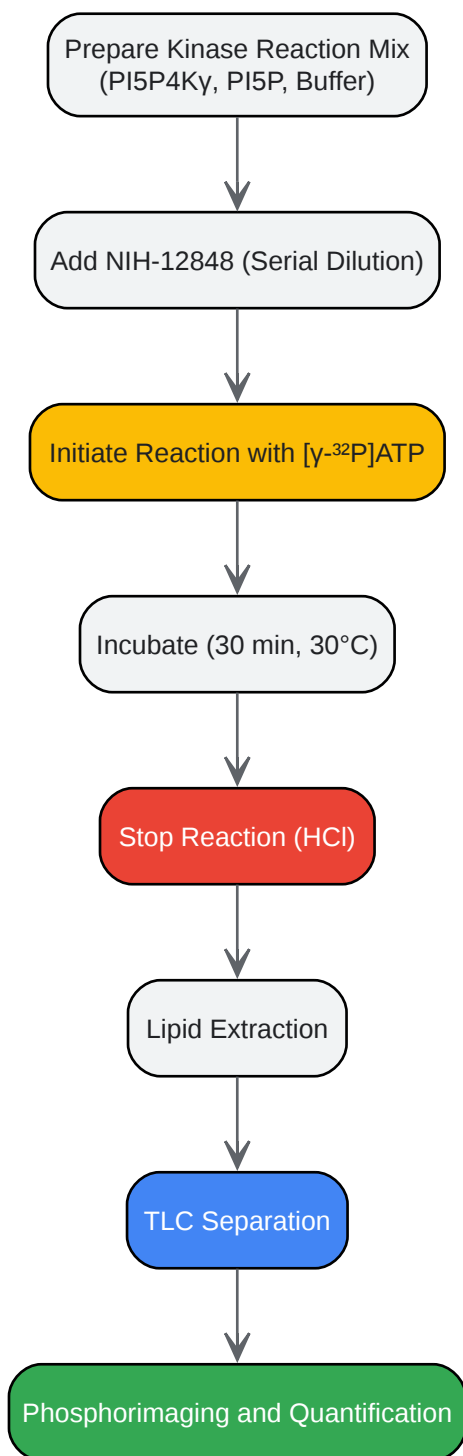 Prepare Kinase Reaction Mix
(PI5P4Kγ, PI5P, Buffer)
Add NIH-12848 (Serial Dilution)
Initiate Reaction with [γ-³²P]ATP
Incubate (30 min, 30°C)
Stop Reaction (HCl)
Lipid Extraction
TLC Separation
Phosphorimaging and Quantification